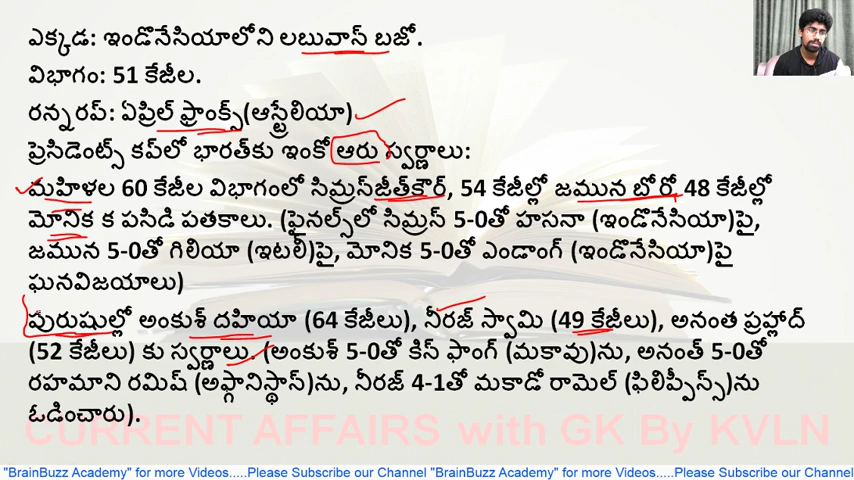 ఎక్కడ: ఇండొనేసియాలోని లబువాస్ బజో.
విభాగం: 51 కేజీల.
రన్నరప్: ఏప్రిల్ ఫ్రాంక్స్(ఆస్ట్రేలియా)
ప్రెసిడెంట్స్ కప్‌లో భారత్‌కు ఇంకో ఆరు స్వర్ణాలు:
మహిళల 60 కేజీల విభాగంలో సిమ్రన్‌జీత్‌కౌర్, 54 కేజీల్లో జమున బోరో, 48 కేజీల్లో
మోనిక క పసిడి పతకాలు. (ఫైనల్స్‌లో సిమ్రన్ 5-0తో హసనా (ఇండొనేసియా)పై,
జమున 5-0తో గిలియా (ఇటలీ)పై, మోనిక 5-0తో ఎండాంగ్ (ఇండొనేసియా)పై
ఘనవిజయాలు)
పురుషుల్లో అంకుశ్ దహియా (64 కేజీలు), నీరజ్ స్వామి (49 కేజీలు), అనంత ప్రహ్లాద్
(52 కేజీలు) కు స్వర్ణాలు. (అంకుశ్ 5-0తో కిన్ ఫాంగ్ (మకావు)ను, అనంత్ 5-0తో
రహమాని రమిష్ (అఫ్గానిస్థాన్)ను, నీరజ్ 4-1తో మకాడో రామెల్ (ఫిలిప్పీన్స్)ను
ఓడించారు).
CURRENT AFFAIRS with GK By KVLN
"BrainBuzz Academy" for more Videos.....Please Subscribe our Channel "BrainBuzz Academy" for more Videos.....Please Subscribe our Channel